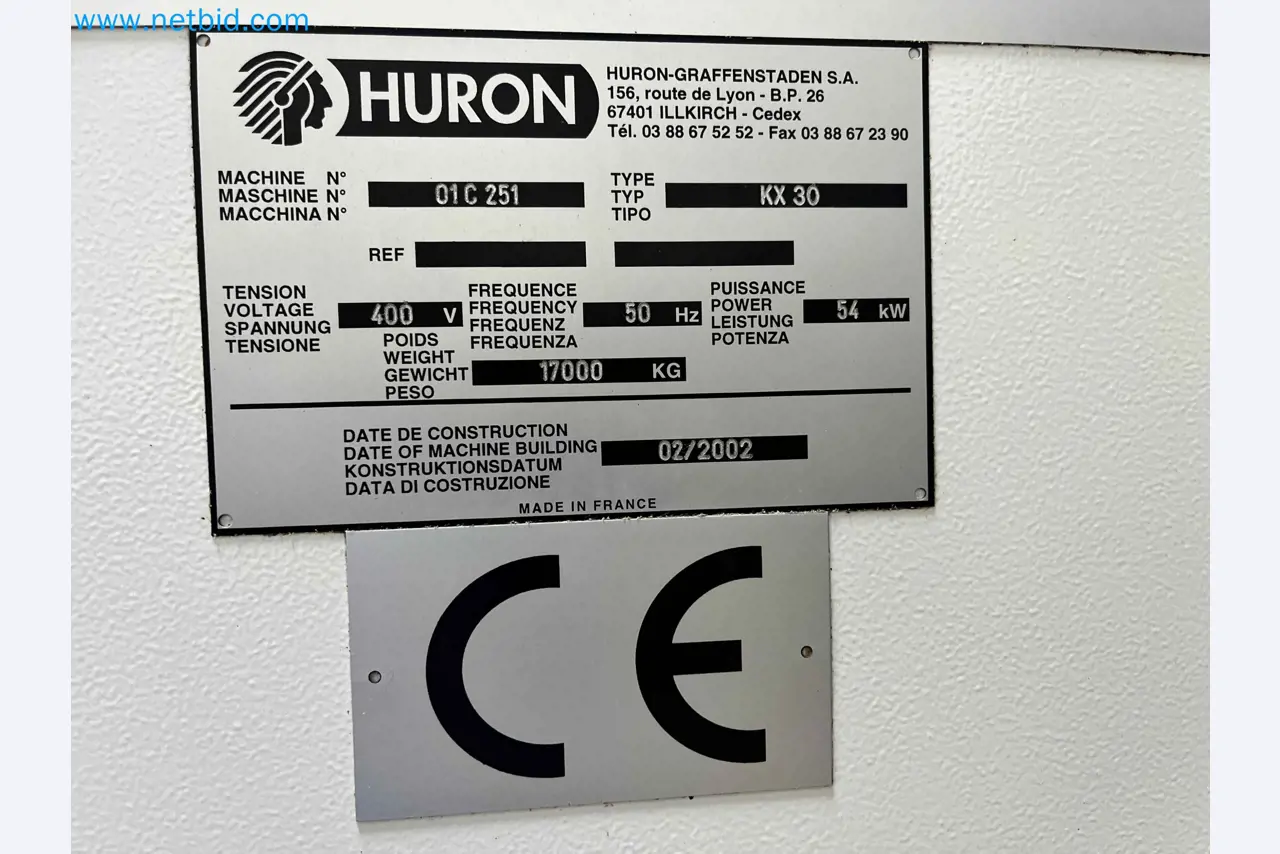 www.netbid.com
HURON
HURON-GRAFFENSTADEN S.A.
156, route de Lyon - B.P. 26
67401 ILLKIRCH - Cedex
Tél. 03 88 67 52 52 - Fax 03 88 67 23 90
MACHINE N°
MASCHINE N°
MACCHINA N°
01C 251
TYPE
TYP
TIPO
KX 30
REF
TENSION
VOLTAGE
SPANNUNG
TENSIONE
400 V
FREQUENCE
FREQUENCY
FREQUENZ
FREQUENZA
50 Hz
PUISSANCE
POWER
LEISTUNG
POTENZA
54 kW
POIDS
WEIGHT
GEWICHT
PESO
17000 KG
DATE DE CONSTRUCTION
DATE OF MACHINE BUILDING
KONSTRUKTIONSDATUM
DATA DI COSTRUZIONE
02/2002
MADE IN FRANCE
CE